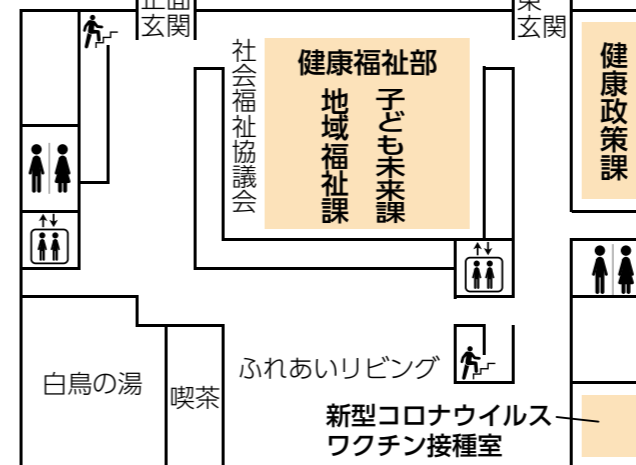 正面
玄関
東
玄関
社会福祉協議会
健康福祉部
子ども未来課
地域福祉課
健康政策課
白鳥の湯
喫茶
ふれあいリビング
新型コロナウイルス
ワクチン接種室